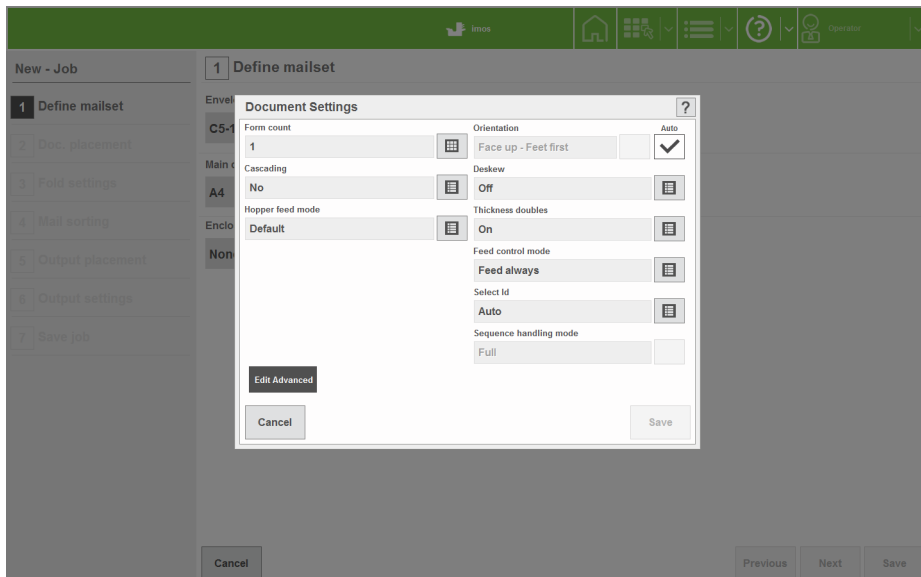 imos
Operator
New - Job
1 Define mailset
2 Doc. placement
3 Fold settings
4 Mail sorting
5 Output placement
6 Output settings
7 Save job
1 Define mailset
Envel
C5-1
Main d
A4
Enclo
Non
Document Settings
?
Form count
1
Cascading
No
Hopper feed mode
Default
Orientation
Auto
Face up - Feet first
Deskew
Off
Thickness doubles
On
Feed control mode
Feed always
Select Id
Auto
Sequence handling mode
Full
Edit Advanced
Cancel
Save
Cancel
Previous
Next
Save